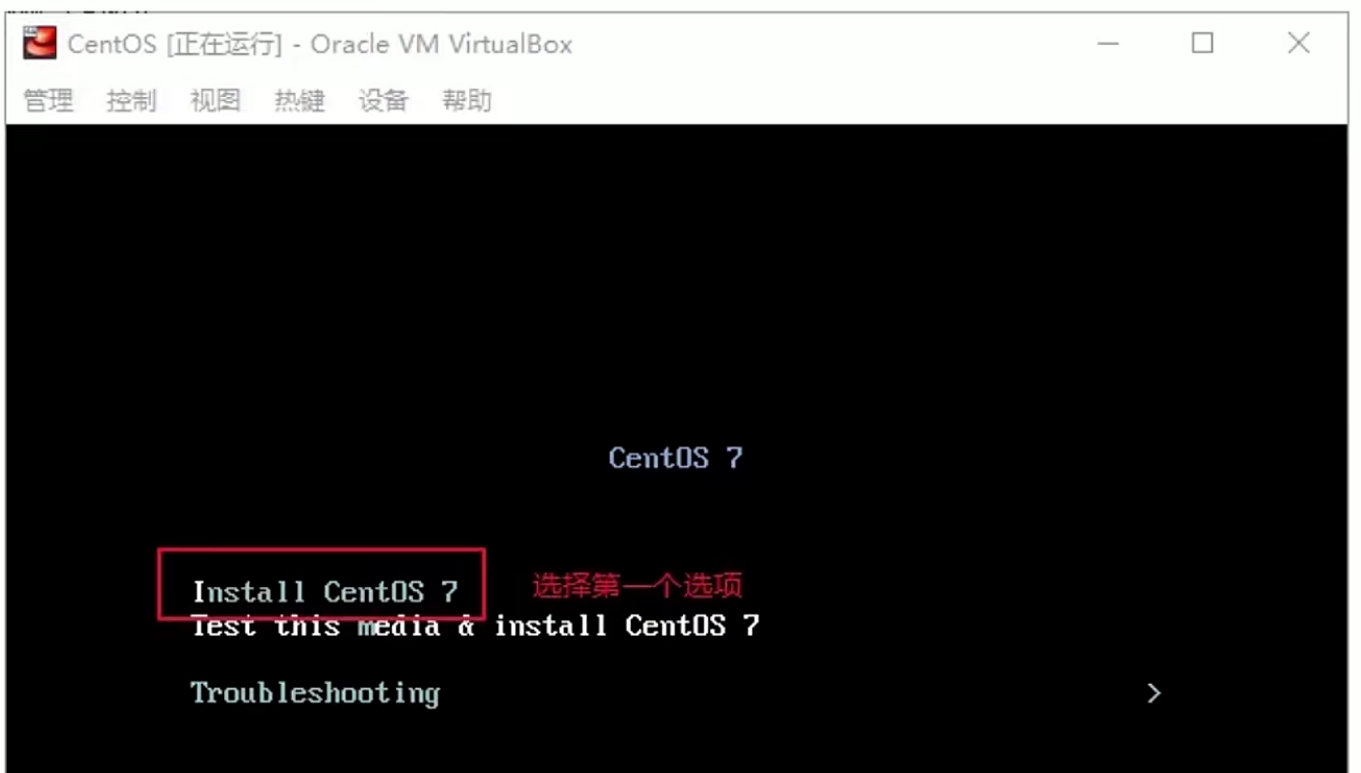 CentOS [正在运行] - Oracle VM VirtualBox
管理 控制 视图 热键 设备 帮助
CentOS 7
Install CentOS 7 选择第一个选项
Test this media & install CentOS 7
Troubleshooting >